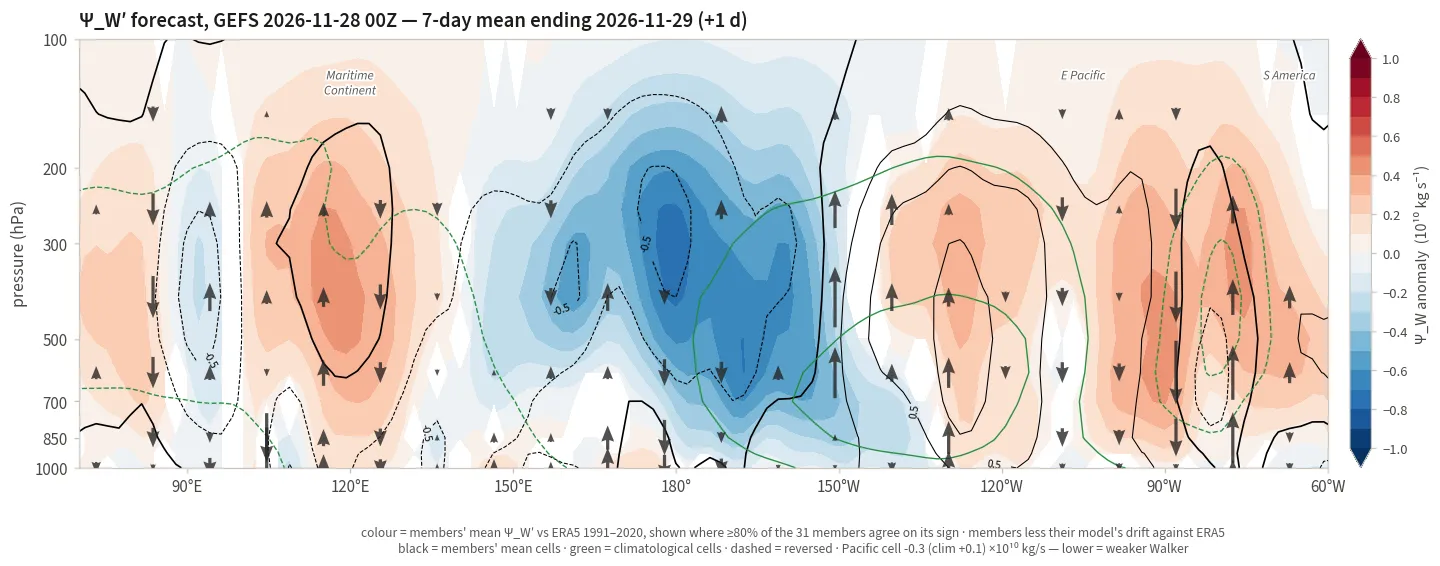 Ψ_W′ forecast, GEFS 2026-11-28 00Z — 7-day mean ending 2026-11-29 (+1 d)
Maritime
Continent
E Pacific
S America
pressure (hPa)
100
200
300
400
500
700
850
1000
90°E
120°E
150°E
180°
150°W
120°W
90°W
60°W
-0.5
-0.5
-0.5
-0.5
0.5
0.5
1.0
0.8
0.6
0.4
0.2
0.0
−0.2
−0.4
−0.6
−0.8
−1.0
Ψ_W anomaly (10¹⁰ kg s⁻¹)
colour = members' mean Ψ_W′ vs ERA5 1991–2020, shown where ≥80% of the 31 members agree on its sign · members less their model's drift against ERA5
black = members' mean cells · green = climatological cells · dashed = reversed · Pacific cell -0.3 (clim +0.1) ×10¹⁰ kg/s — lower = weaker Walker